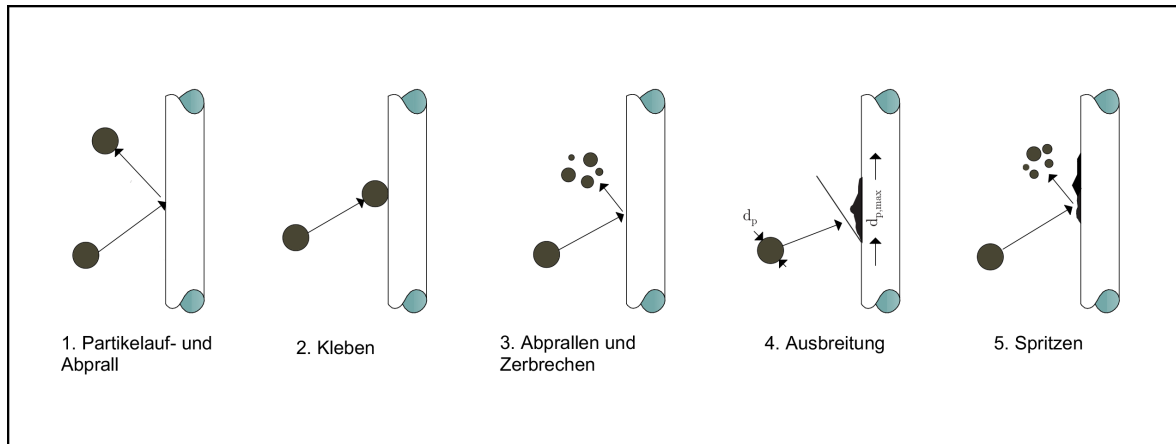 d_p
d_p,max
1. Partikelauf- und
Abprall
2. Kleben
3. Abprallen und
Zerbrechen
4. Ausbreitung
5. Spritzen